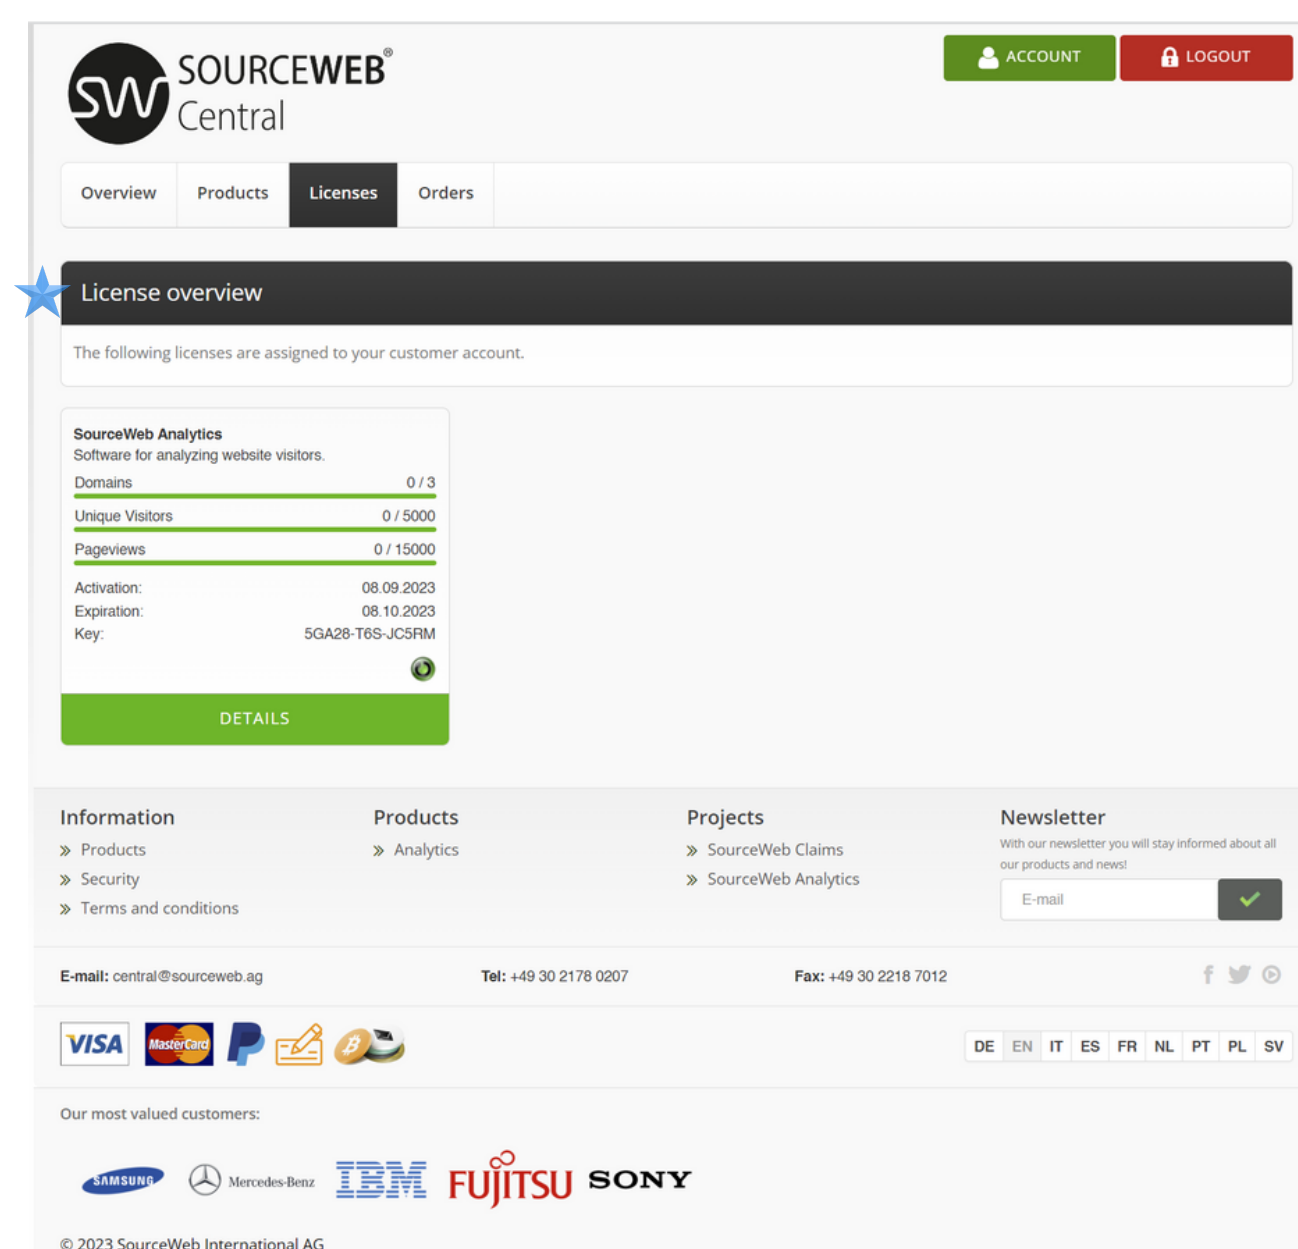 SW SOURCEWEB®
Central
ACCOUNT
LOGOUT
Overview Products Licenses Orders
License overview
The following licenses are assigned to your customer account.
SourceWeb Analytics
Software for analyzing website visitors.
Domains 0 / 3
Unique Visitors 0 / 5000
Pageviews 0 / 15000
Activation: 08.09.2023
Expiration: 08.10.2023
Key: 5GA28-T6S-JC5RM
DETAILS
Information
» Products
» Security
» Terms and conditions
Products
» Analytics
Projects
» SourceWeb Claims
» SourceWeb Analytics
Newsletter
With our newsletter you will stay informed about all
our products and news!
E-mail
E-mail: central@sourceweb.ag Tel: +49 30 2178 0207 Fax: +49 30 2218 7012
VISA MasterCard
DE EN IT ES FR NL PT PL SV
Our most valued customers:
SAMSUNG Mercedes-Benz IBM FUJITSU SONY
© 2023 SourceWeb International AG